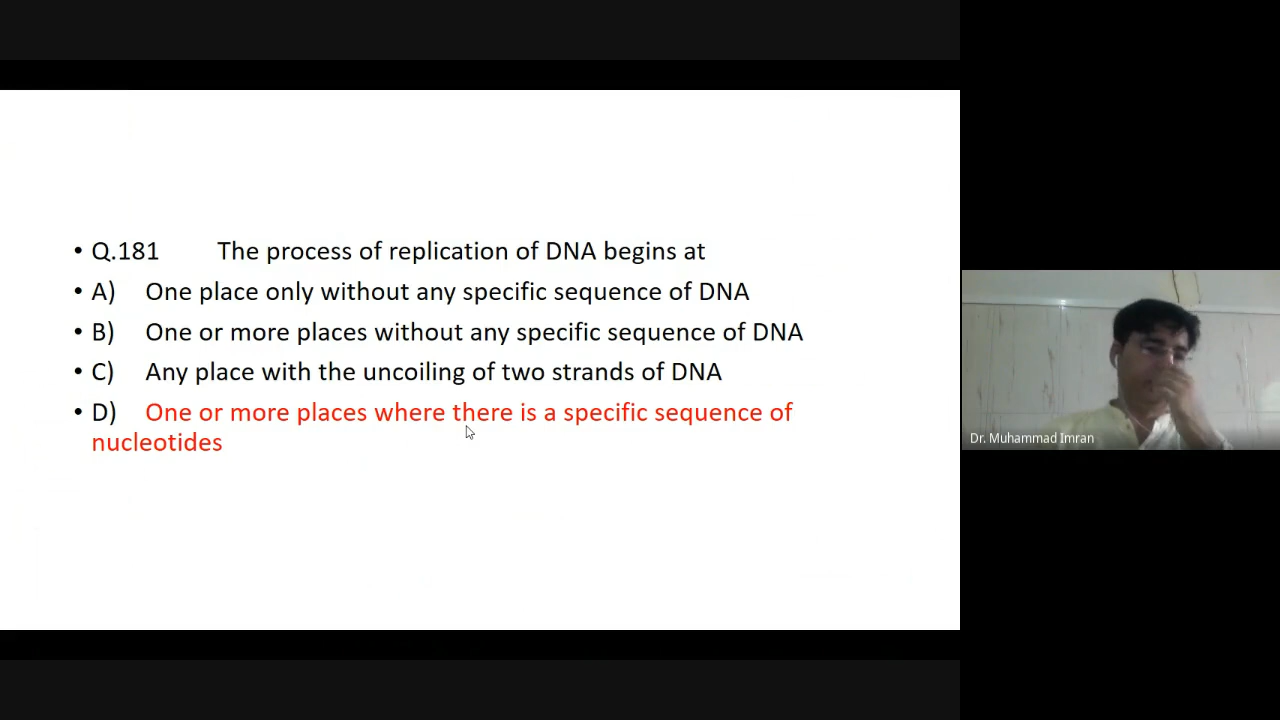 • Q.181 The process of replication of DNA begins at
• A) One place only without any specific sequence of DNA
• B) One or more places without any specific sequence of DNA
• C) Any place with the uncoiling of two strands of DNA
• D) One or more places where there is a specific sequence of
nucleotides
Dr. Muhammad Imran